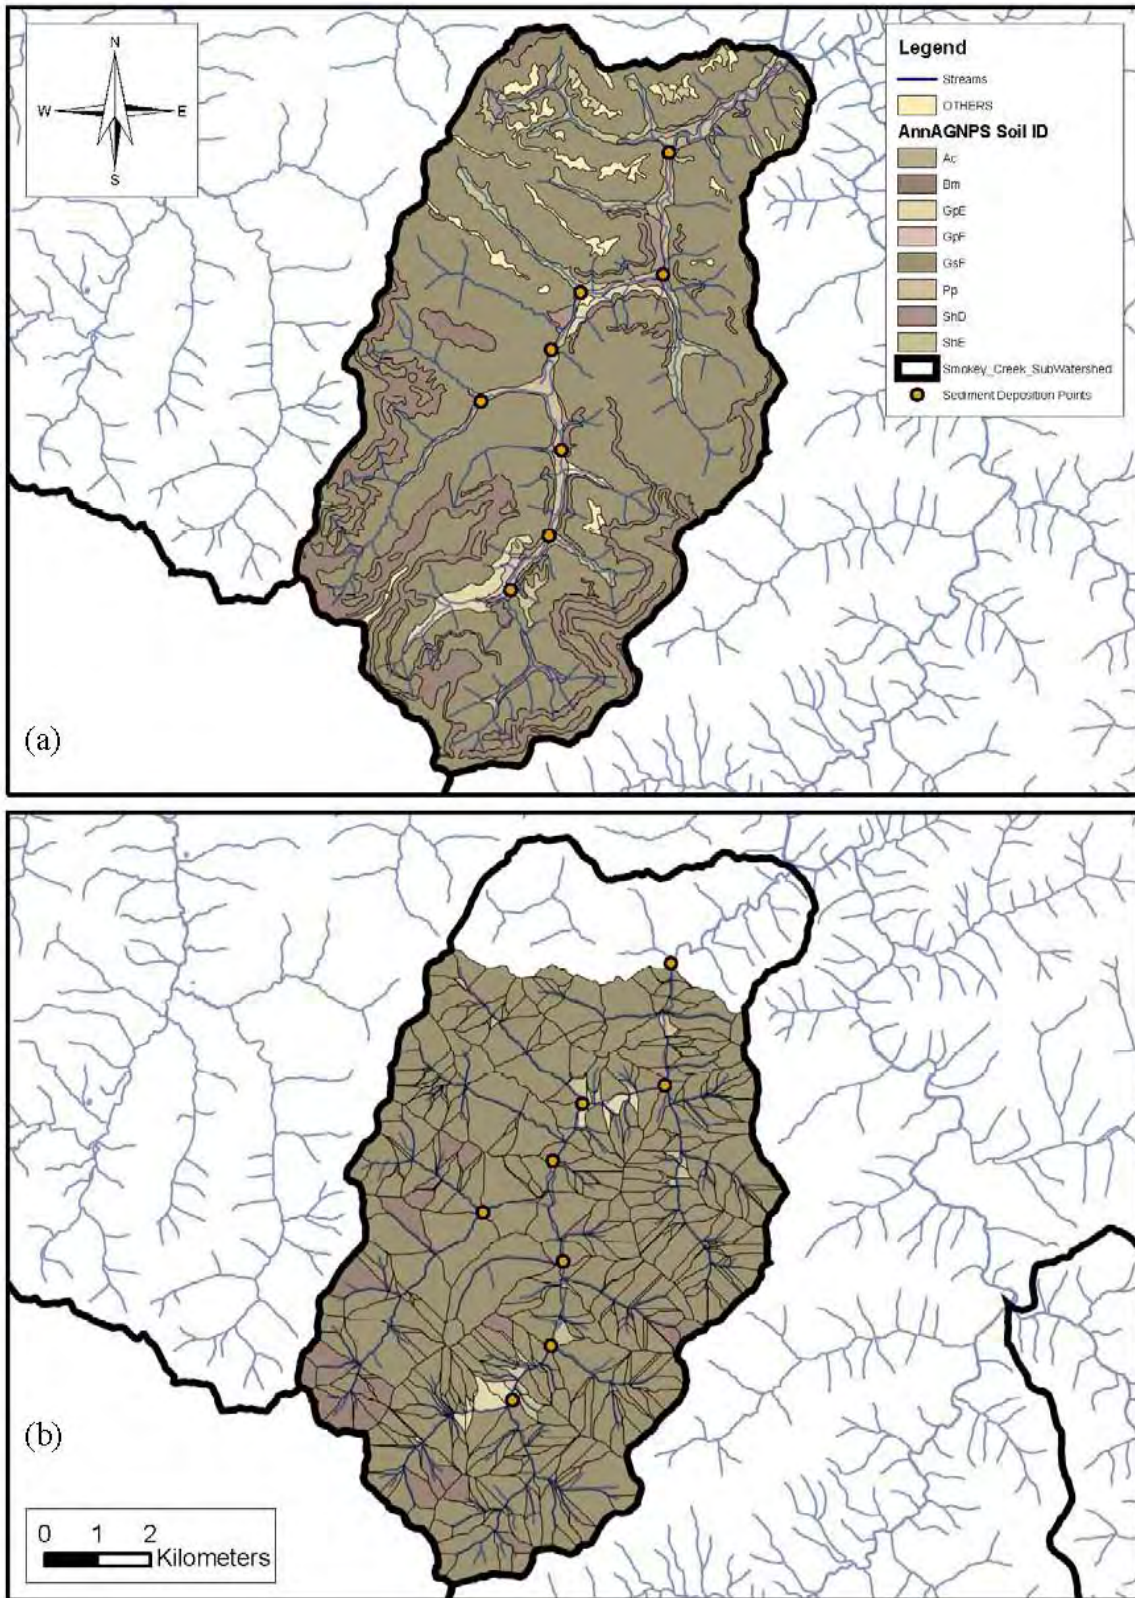 N
W E
S
Legend
Streams
OTHERS
AnnAGNPS Soil ID
Ac
Bm
GpE
GpF
GsF
Pp
ShD
ShE
Smokey_Creek_SubWatershed
Sediment Deposition Points
(a)
(b)
0 1 2
Kilometers